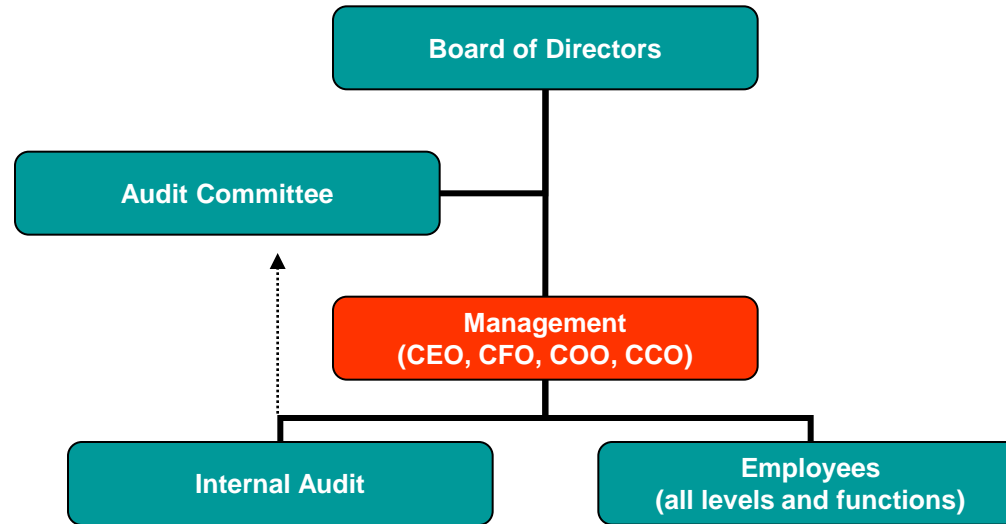 Board of Directors
Audit Committee
Management
(CEO, CFO, COO, CCO)
Internal Audit
Employees
(all levels and functions)